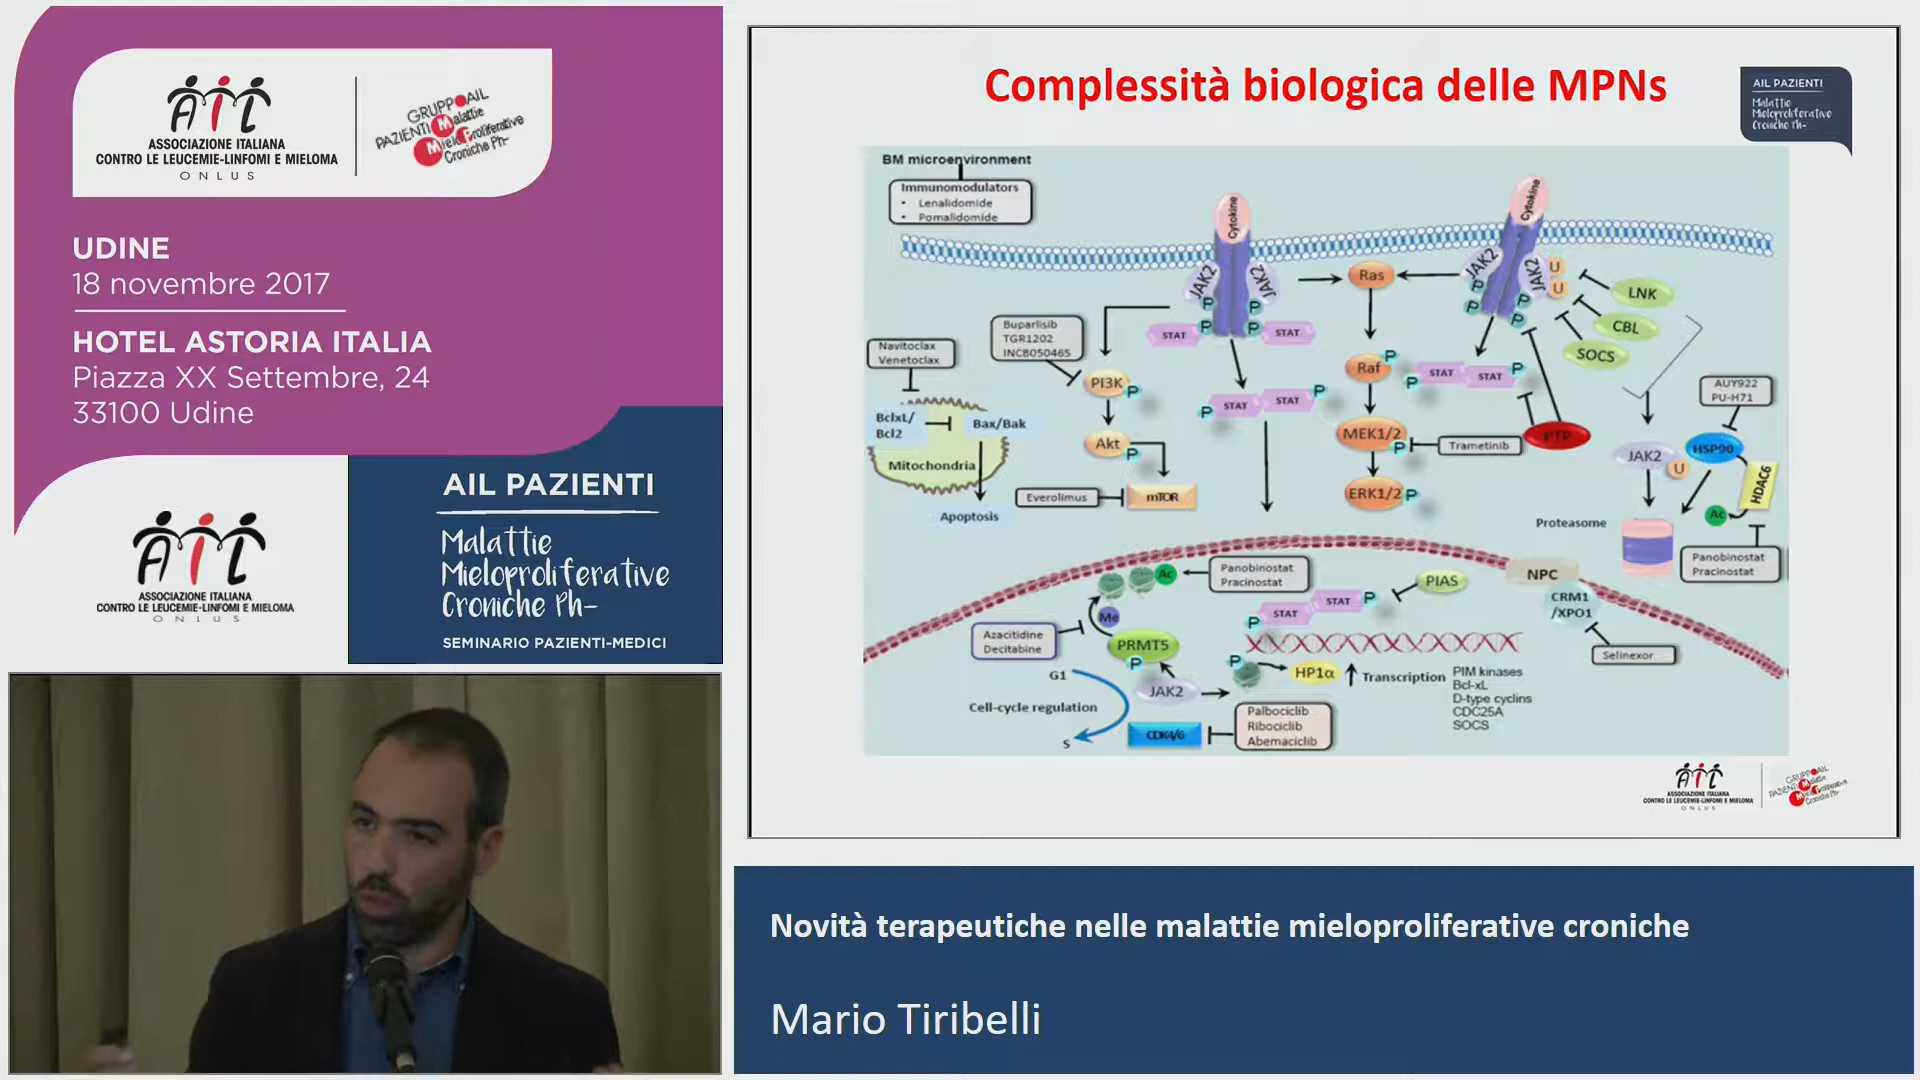 AIL
ASSOCIAZIONE ITALIANA
CONTRO LE LEUCEMIE-LINFOMI E MIELOMA
ONLUS
GRUPPO AIL
PAZIENTI Malattie
MieloProliferative
Croniche Ph-
UDINE
18 novembre 2017
HOTEL ASTORIA ITALIA
Piazza XX Settembre, 24
33100 Udine
AIL
ASSOCIAZIONE ITALIANA
CONTRO LE LEUCEMIE-LINFOMI E MIELOMA
ONLUS
AIL PAZIENTI
Malattie
Mieloproliferative
Croniche Ph-
SEMINARIO PAZIENTI-MEDICI
Complessità biologica delle MPNs
AIL PAZIENTI
Malattie
Mieloproliferative
Croniche Ph-
BM microenvironment
Immunomodulators
• Lenalidomide
• Pomalidomide
Cytokine
Cytokine
JAK2
JAK2
P
P
P
P
STAT
STAT
Ras
JAK2
JAK2
U
U
P
P
P
P
LNK
CBL
SOCS
Buparlisib
TGR1202
INCB050465
Navitoclax
Venetoclax
PI3K
P
BclxL/
Bcl2
Bax/Bak
Mitochondria
Apoptosis
Akt
P
Everolimus
mTOR
P
STAT
STAT
P
Raf
P
MEK1/2
P
ERK1/2
P
P
STAT
STAT
P
Trametinib
PTP
AUY922
PU-H71
JAK2
U
HSP90
HDAC6
Ac
Proteasome
Panobinostat
Pracinostat
Ac
Panobinostat
Pracinostat
PIAS
NPC
CRM1
/XPO1
Selinexor
Azacitidine
Decitabine
Me
PRMT5
P
P
STAT
STAT
P
P
HP1α
Transcription
PIM kinases
Bcl-xL
D-type cyclins
CDC25A
SOCS
JAK2
G1
Cell-cycle regulation
S
CDK4/6
Palbociclib
Ribociclib
Abemaciclib
AIL
ASSOCIAZIONE ITALIANA
CONTRO LE LEUCEMIE-LINFOMI E MIELOMA
ONLUS
GRUPPO AIL
PAZIENTI Malattie
MieloProliferative
Croniche Ph-
Novità terapeutiche nelle malattie mieloproliferative croniche
Mario Tiribelli